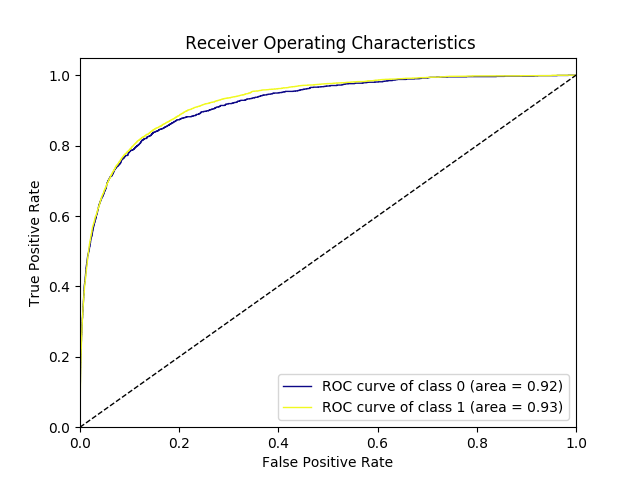 Receiver Operating Characteristics
True Positive Rate
1.0
0.8
0.6
0.4
0.2
0.0
ROC curve of class 0 (area = 0.92)
ROC curve of class 1 (area = 0.93)
0.0 0.2 0.4 0.6 0.8 1.0
False Positive Rate